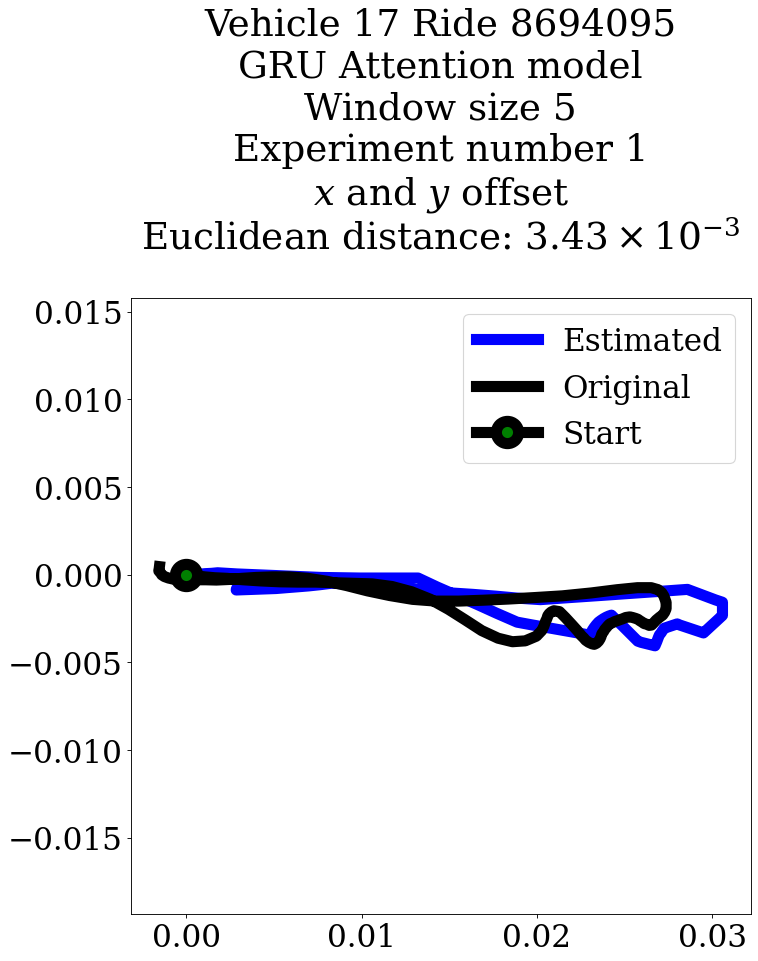 Vehicle 17 Ride 8694095
GRU Attention model
Window size 5
Experiment number 1
x and y offset
Euclidean distance: 3.43 × 10⁻³
0.015
Estimated
0.010
Original
0.005
Start
0.000
−0.005
−0.010
−0.015
0.00
0.01
0.02
0.03